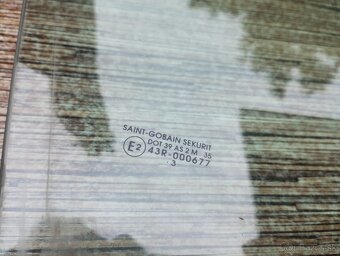 SAINT-GOBAIN SEKURIT
DOT 39 AS 2 M 35
E2 43R-000677
. 3